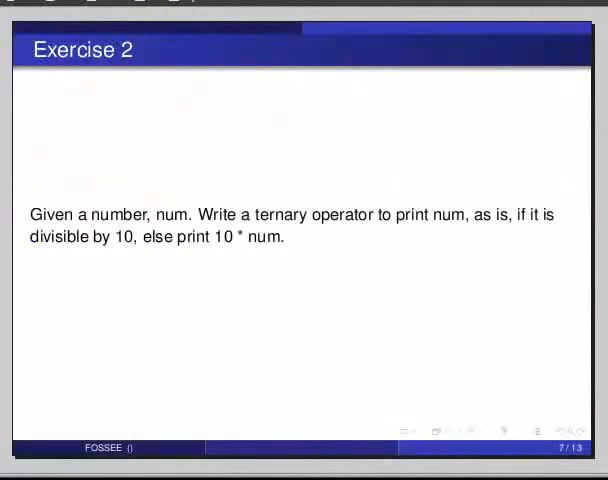 Exercise 2
Given a number, num. Write a ternary operator to print num, as is, if it is
divisible by 10, else print 10 * num.
FOSSEE ()
7 / 13